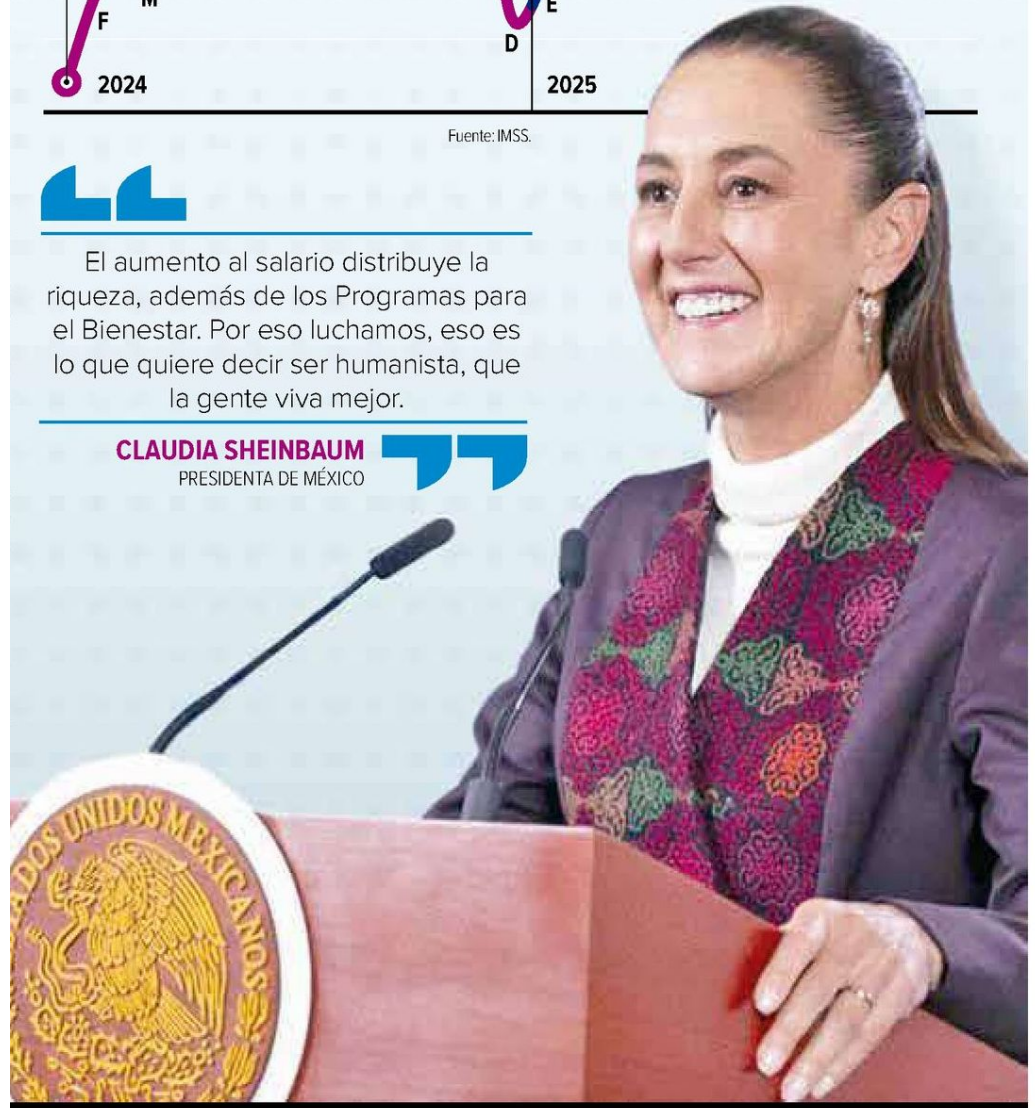 M
F
E
D
2024
2025
Fuente: IMSS.
El aumento al salario distribuye la
riqueza, además de los Programas para
el Bienestar. Por eso luchamos, eso es
lo que quiere decir ser humanista, que
la gente viva mejor.
CLAUDIA SHEINBAUM
PRESIDENTA DE MÉXICO
ADOS UNIDOS MEXICANOS